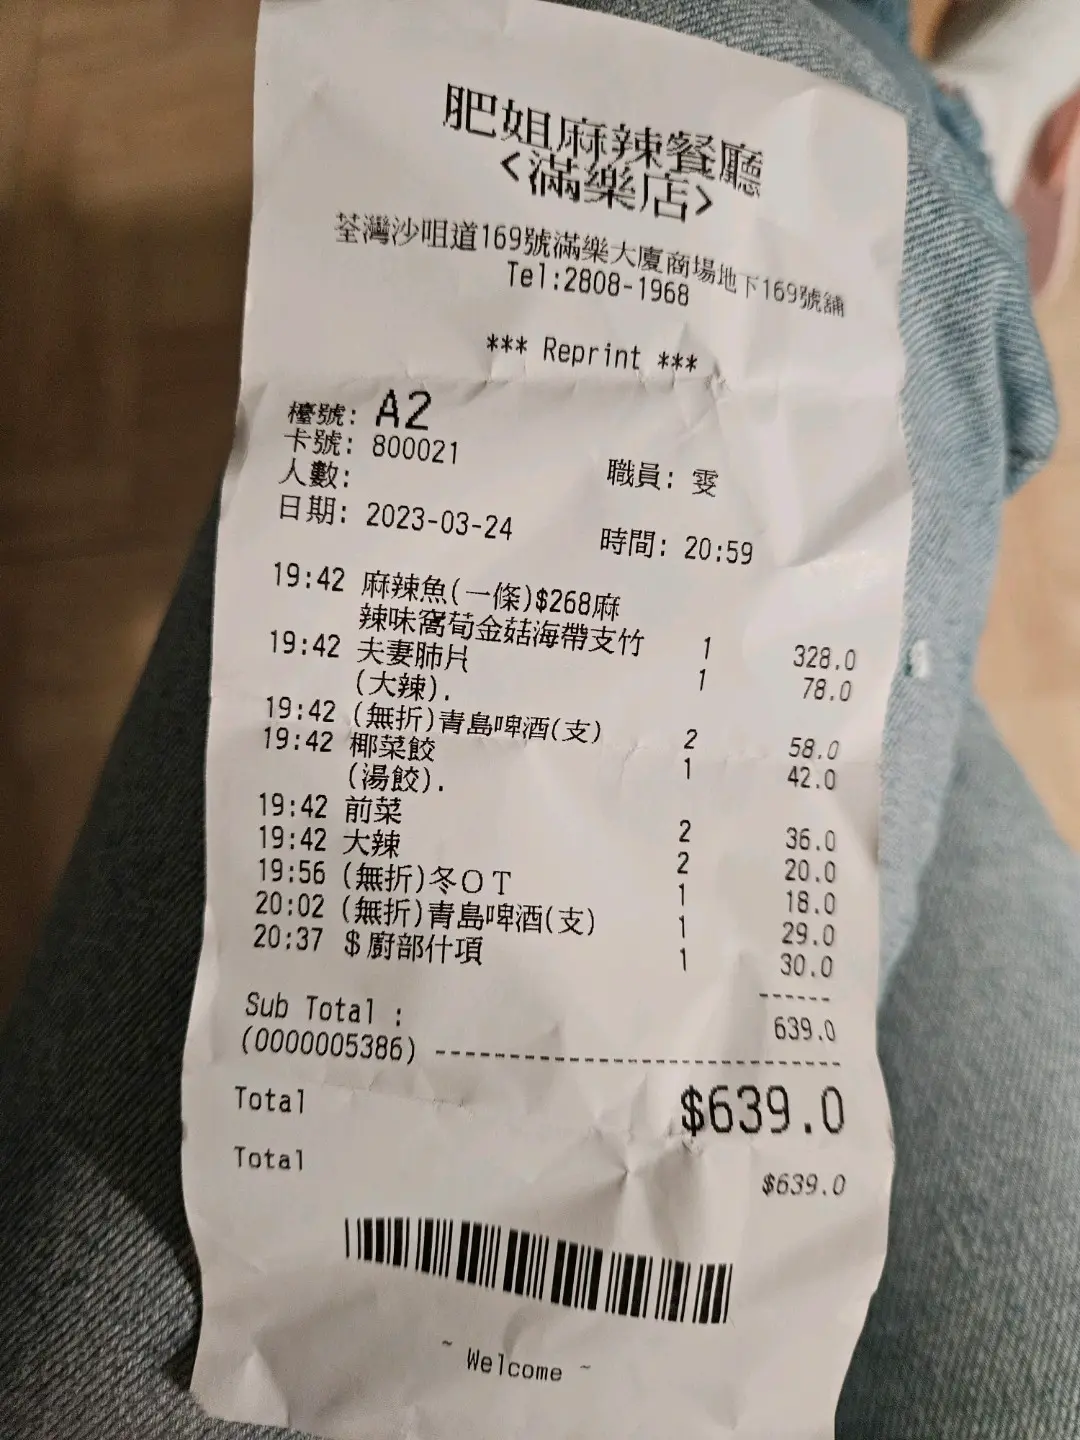 肥姐麻辣餐廳
<滿樂店>
荃灣沙咀道169號滿樂大廈商場地下169號舖
Tel:2808-1968
*** Reprint ***
檯號: A2
卡號: 800021
人數: 職員: 雯
日期: 2023-03-24 時間: 20:59
19:42 麻辣魚(一條)$268麻
辣味窩荀金菇海帶支竹 1 328.0
19:42 夫妻肺片 1 78.0
(大辣).
19:42 (無折)青島啤酒(支) 2 58.0
19:42 椰菜餃 1 42.0
(湯餃).
19:42 前菜 2 36.0
19:42 大辣 2 20.0
19:56 (無折)冬OT 1 18.0
20:02 (無折)青島啤酒(支) 1 29.0
20:37 $廚部什項 1 30.0
------
Sub Total : 639.0
(0000005386) ------------------------------
Total $639.0
Total $639.0
~ Welcome ~